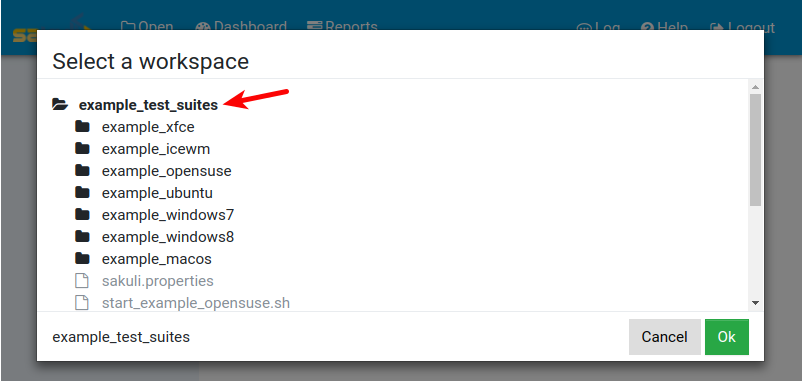 Open Dashboard Reports Log Help Logout
Select a workspace
example_test_suites
example_xfce
example_icewm
example_opensuse
example_ubuntu
example_windows7
example_windows8
example_macos
sakuli.properties
start_example_opensuse.sh
example_test_suites Cancel Ok